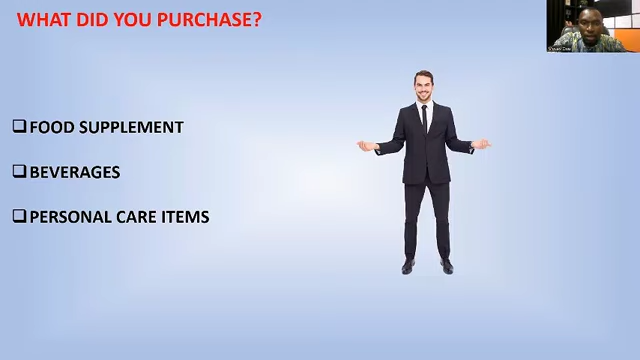 WHAT DID YOU PURCHASE?
FOOD SUPPLEMENT
BEVERAGES
PERSONAL CARE ITEMS